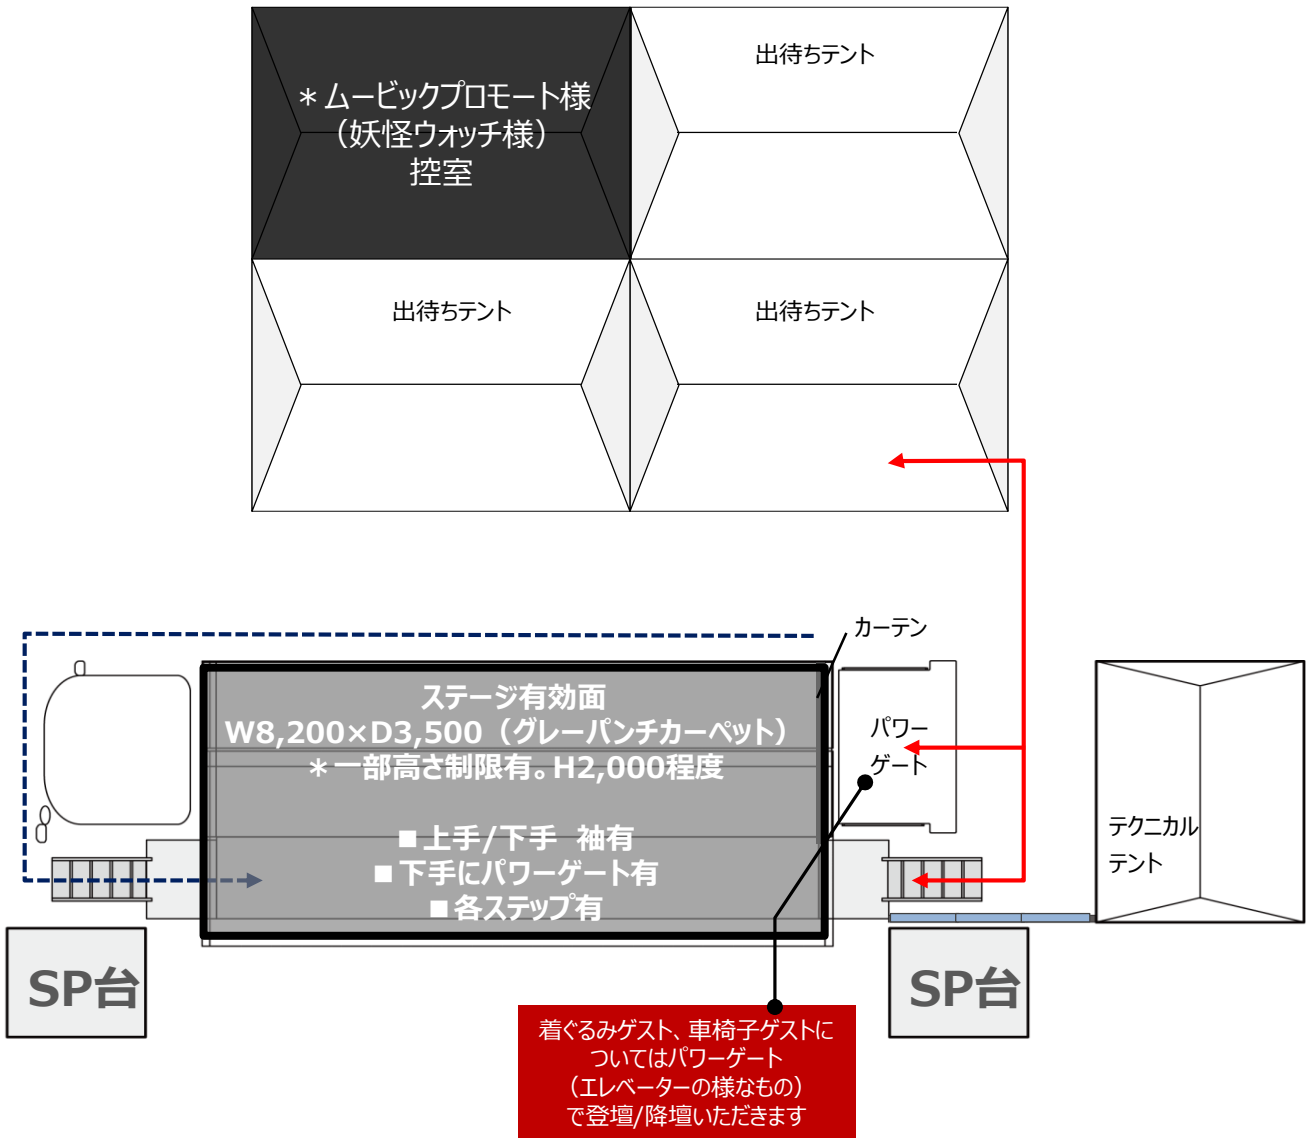 出待ちテント
＊ムービックプロモート様
（妖怪ウォッチ様）
控室
出待ちテント
出待ちテント
カーテン
ステージ有効面
W8,200×D3,500（グレーパンチカーペット）
＊一部高さ制限有。H2,000程度
■上手/下手 袖有
■下手にパワーゲート有
■各ステップ有
パワー
ゲート
テクニカル
テント
SP台
SP台
着ぐるみゲスト、車椅子ゲストに
ついてはパワーゲート
（エレベーターの様なもの）
で登壇/降壇いただきます